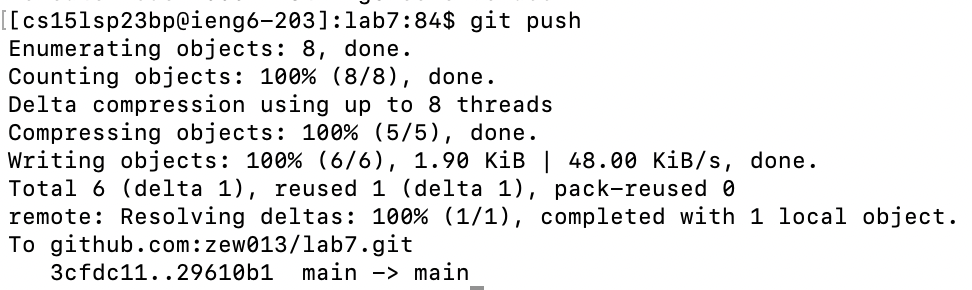 [[cs15lsp23bp@ieng6-203]:lab7:84$ git push
Enumerating objects: 8, done.
Counting objects: 100% (8/8), done.
Delta compression using up to 8 threads
Compressing objects: 100% (5/5), done.
Writing objects: 100% (6/6), 1.90 KiB | 48.00 KiB/s, done.
Total 6 (delta 1), reused 1 (delta 1), pack-reused 0
remote: Resolving deltas: 100% (1/1), completed with 1 local object.
To github.com:zew013/lab7.git
   3cfdc11..29610b1  main -> main